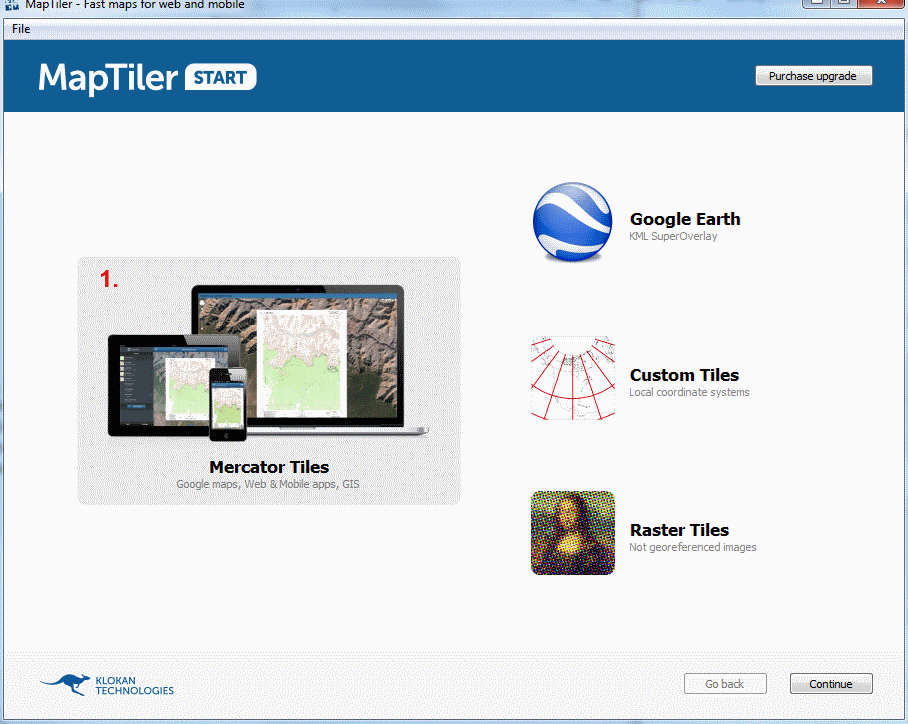 MapTiler - Fast maps for web and mobile
File
MapTiler START
Purchase upgrade
1.
Mercator Tiles
Google maps, Web & Mobile apps, GIS
Google Earth
KML SuperOverlay
Custom Tiles
Local coordinate systems
Raster Tiles
Not georeferenced images
KLOKAN
TECHNOLOGIES
Go back
Continue